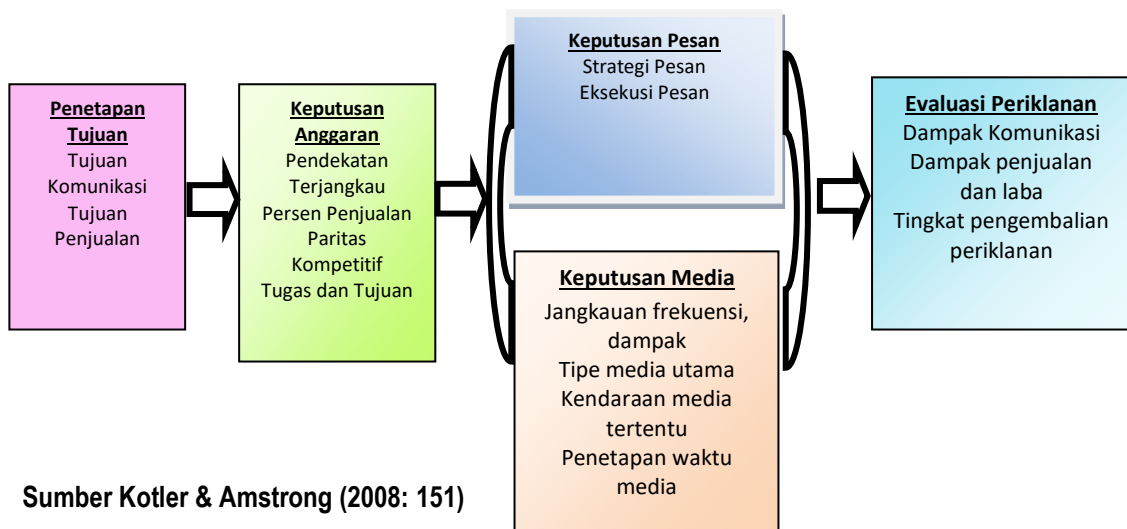 Penetapan
Tujuan
Tujuan
Komunikasi
Tujuan
Penjualan
Keputusan
Anggaran
Pendekatan
Terjangkau
Persen Penjualan
Paritas
Kompetitif
Tugas dan Tujuan
Keputusan Pesan
Strategi Pesan
Eksekusi Pesan
Keputusan Media
Jangkauan frekuensi,
dampak
Tipe media utama
Kendaraan media
tertentu
Penetapan waktu
media
Evaluasi Periklanan
Dampak Komunikasi
Dampak penjualan
dan laba
Tingkat pengembalian
periklanan
Sumber Kotler & Amstrong (2008: 151)